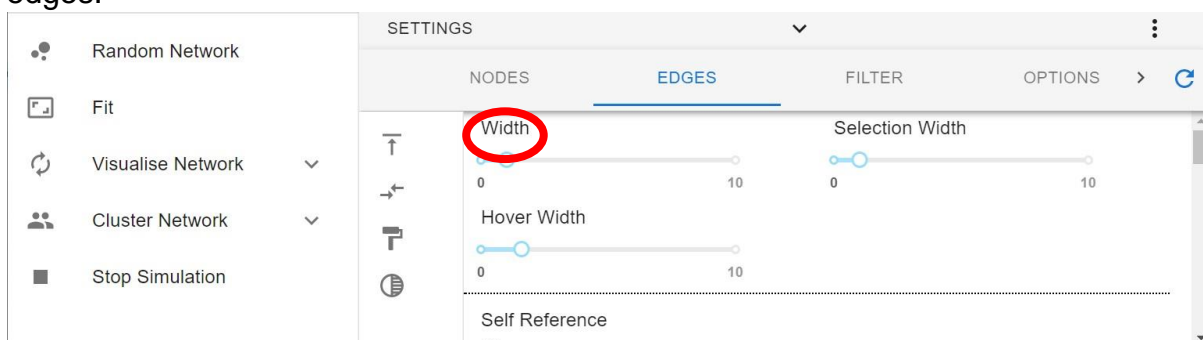 edges.
SETTINGS
Random Network
NODES EDGES FILTER OPTIONS
Fit
Width Selection Width
Visualise Network
0 10 0 10
Cluster Network
Hover Width
Stop Simulation
0 10
Self Reference